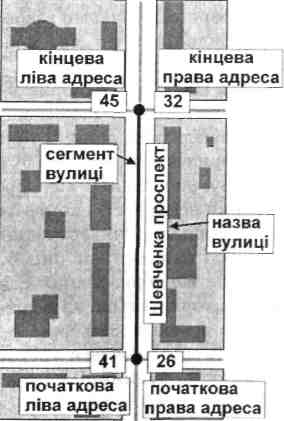 кінцева
ліва адреса
кінцева
права адреса
45
32
сегмент
вулиці
Шевченка проспект
назва
вулиці
41
26
початкова
ліва адреса
початкова
права адреса